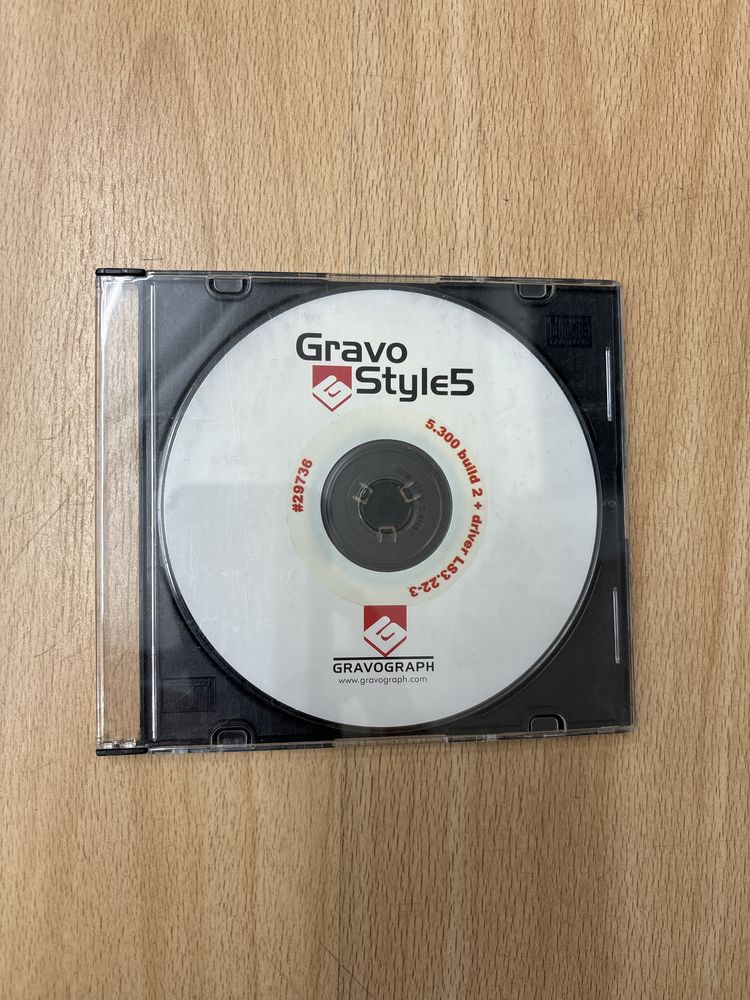 Gravo
Style5
#29736
5.300 build 2 + driver LS3.22-3
GRAVOGRAPH
www.gravograph.com